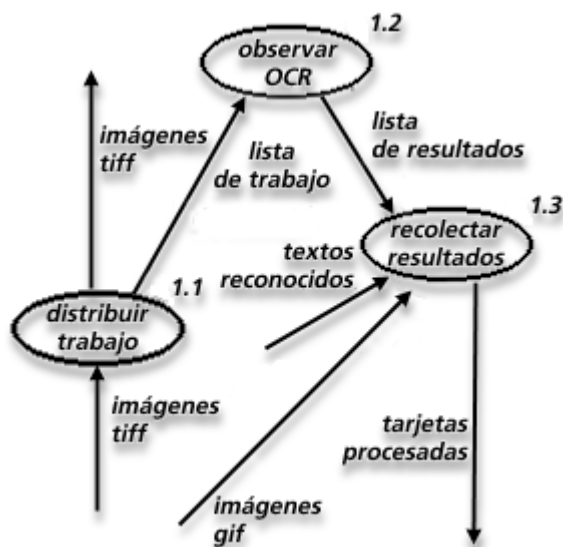 1.2
observar
OCR
imágenes
tiff
lista
de trabajo
lista
de resultados
1.3
recolectar
resultados
textos
reconocidos
1.1
distribuir
trabajo
imágenes
tiff
tarjetas
procesadas
imágenes
gif